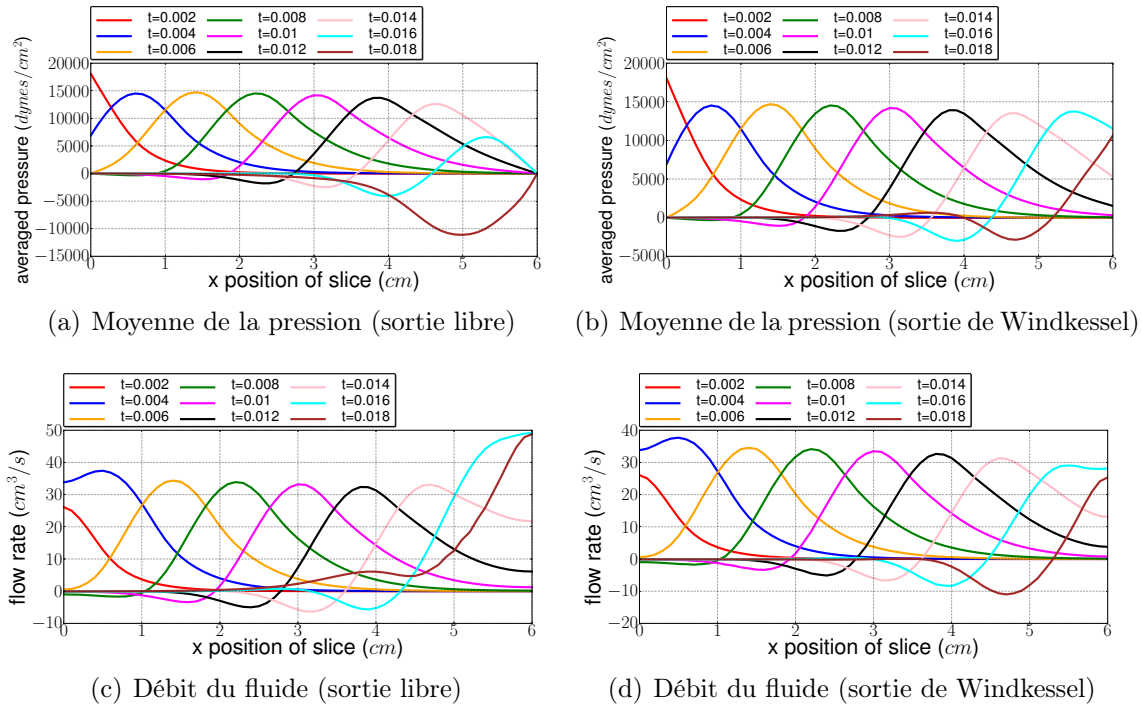 t=0.002 t=0.008 t=0.014
t=0.004 t=0.01 t=0.016
t=0.006 t=0.012 t=0.018
averaged pressure (dynes/cm²)
20000
15000
10000
5000
0
−5000
−10000
−15000
0 1 2 3 4 5 6
x position of slice (cm)
(a) Moyenne de la pression (sortie libre)
t=0.002 t=0.008 t=0.014
t=0.004 t=0.01 t=0.016
t=0.006 t=0.012 t=0.018
averaged pressure (dynes/cm²)
20000
15000
10000
5000
0
−5000
0 1 2 3 4 5 6
x position of slice (cm)
(b) Moyenne de la pression (sortie de Windkessel)
t=0.002 t=0.008 t=0.014
t=0.004 t=0.01 t=0.016
t=0.006 t=0.012 t=0.018
flow rate (cm³/s)
50
40
30
20
10
0
−10
0 1 2 3 4 5 6
x position of slice (cm)
(c) Débit du fluide (sortie libre)
t=0.002 t=0.008 t=0.014
t=0.004 t=0.01 t=0.016
t=0.006 t=0.012 t=0.018
flow rate (cm³/s)
40
30
20
10
0
−10
−20
0 1 2 3 4 5 6
x position of slice (cm)
(d) Débit du fluide (sortie de Windkessel)